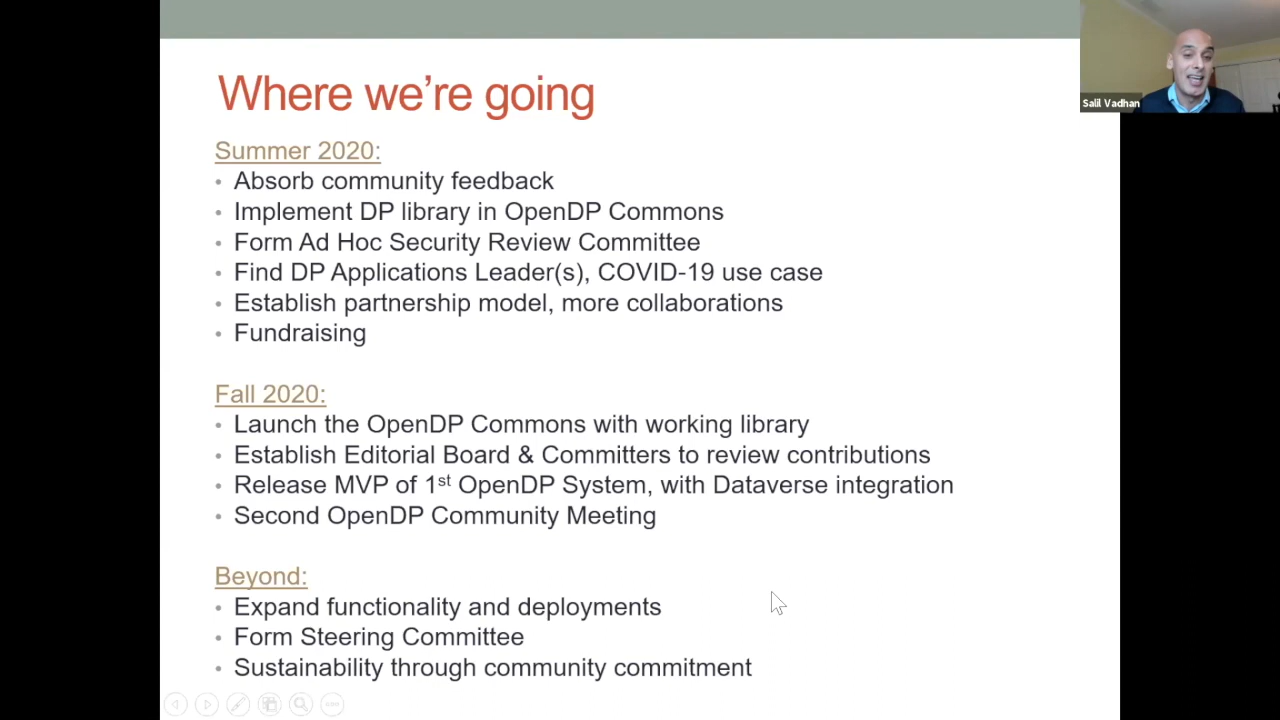 Where we're going
Salil Vadhan
Summer 2020:
• Absorb community feedback
• Implement DP library in OpenDP Commons
• Form Ad Hoc Security Review Committee
• Find DP Applications Leader(s), COVID-19 use case
• Establish partnership model, more collaborations
• Fundraising
Fall 2020:
• Launch the OpenDP Commons with working library
• Establish Editorial Board & Committers to review contributions
• Release MVP of 1st OpenDP System, with Dataverse integration
• Second OpenDP Community Meeting
Beyond:
• Expand functionality and deployments
• Form Steering Committee
• Sustainability through community commitment